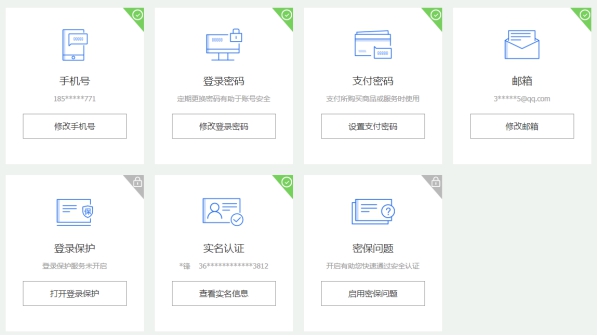 手机号
185*****771
修改手机号
登录密码
定期更换密码有助于账号安全
修改登录密码
支付密码
支付所购买商品或服务时使用
设置支付密码
邮箱
3*****5@qq.com
修改邮箱
登录保护
登录保护服务未开启
打开登录保护
实名认证
*锋 36************3812
查看实名信息
密保问题
开启有助您快速通过安全认证
启用密保问题